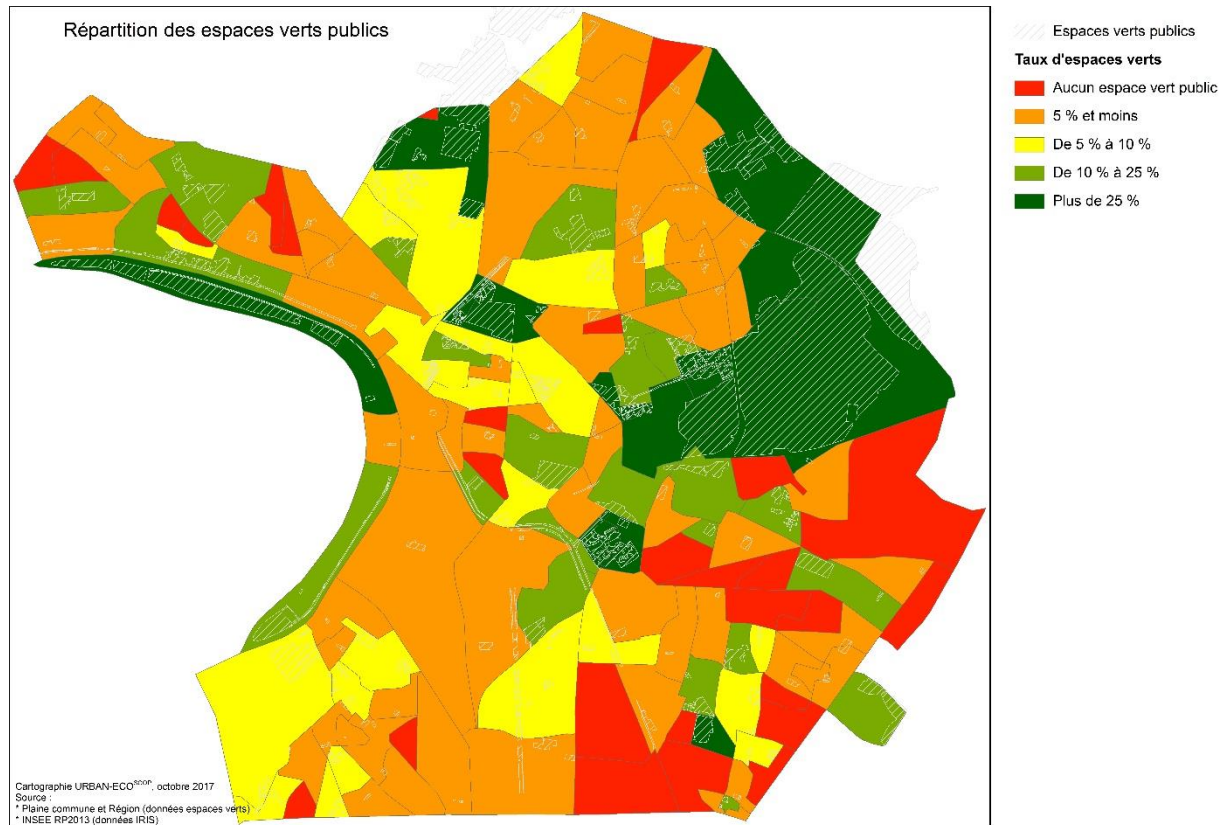 Répartition des espaces verts publics
Espaces verts publics
Taux d'espaces verts
Aucun espace vert public
5 % et moins
De 5 % à 10 %
De 10 % à 25 %
Plus de 25 %
Cartographie URBAN-ECOSCOP, octobre 2017
Source :
* Plaine commune et Région (données espaces verts)
* INSEE RP2013 (données IRIS)